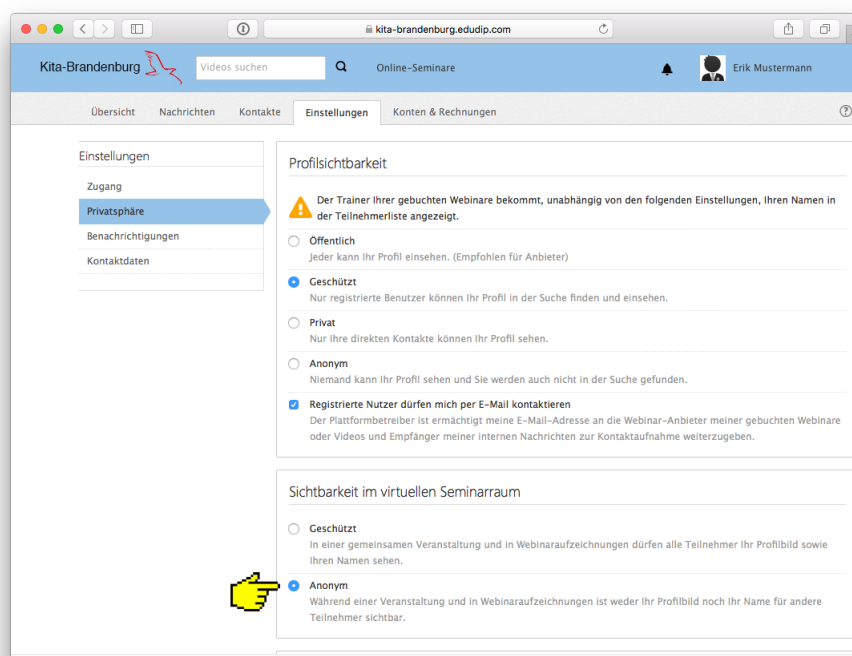 kita-brandenburg.edudip.com
Kita-Brandenburg
Videos suchen
Online-Seminare
Erik Mustermann
Übersicht
Nachrichten
Kontakte
Einstellungen
Konten & Rechnungen
?
Einstellungen
Zugang
Privatsphäre
Benachrichtigungen
Kontaktdaten
Profilsichtbarkeit
Der Trainer Ihrer gebuchten Webinare bekommt, unabhängig von den folgenden Einstellungen, Ihren Namen in
der Teilnehmerliste angezeigt.
Öffentlich
Jeder kann Ihr Profil einsehen. (Empfohlen für Anbieter)
Geschützt
Nur registrierte Benutzer können Ihr Profil in der Suche finden und einsehen.
Privat
Nur Ihre direkten Kontakte können Ihr Profil sehen.
Anonym
Niemand kann Ihr Profil sehen und Sie werden auch nicht in der Suche gefunden.
Registrierte Nutzer dürfen mich per E-Mail kontaktieren
Der Plattformbetreiber ist ermächtigt meine E-Mail-Adresse an die Webinar-Anbieter meiner gebuchten Webinare
oder Videos und Empfänger meiner internen Nachrichten zur Kontaktaufnahme weiterzugeben.
Sichtbarkeit im virtuellen Seminarraum
Geschützt
In einer gemeinsamen Veranstaltung und in Webinaraufzeichnungen dürfen alle Teilnehmer Ihr Profilbild sowie
Ihren Namen sehen.
Anonym
Während einer Veranstaltung und in Webinaraufzeichnungen ist weder Ihr Profilbild noch Ihr Name für andere
Teilnehmer sichtbar.